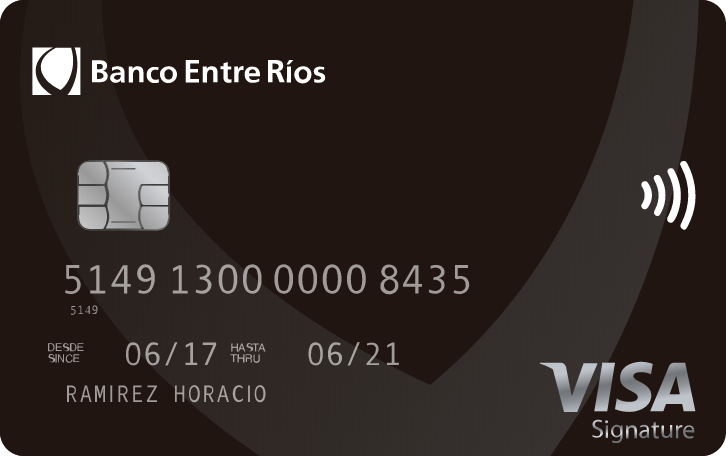 Banco Entre Ríos
5149 1300 0000 8435
5149
DESDE SINCE 06/17 HASTA THRU 06/21
RAMIREZ HORACIO
VISA
Signature